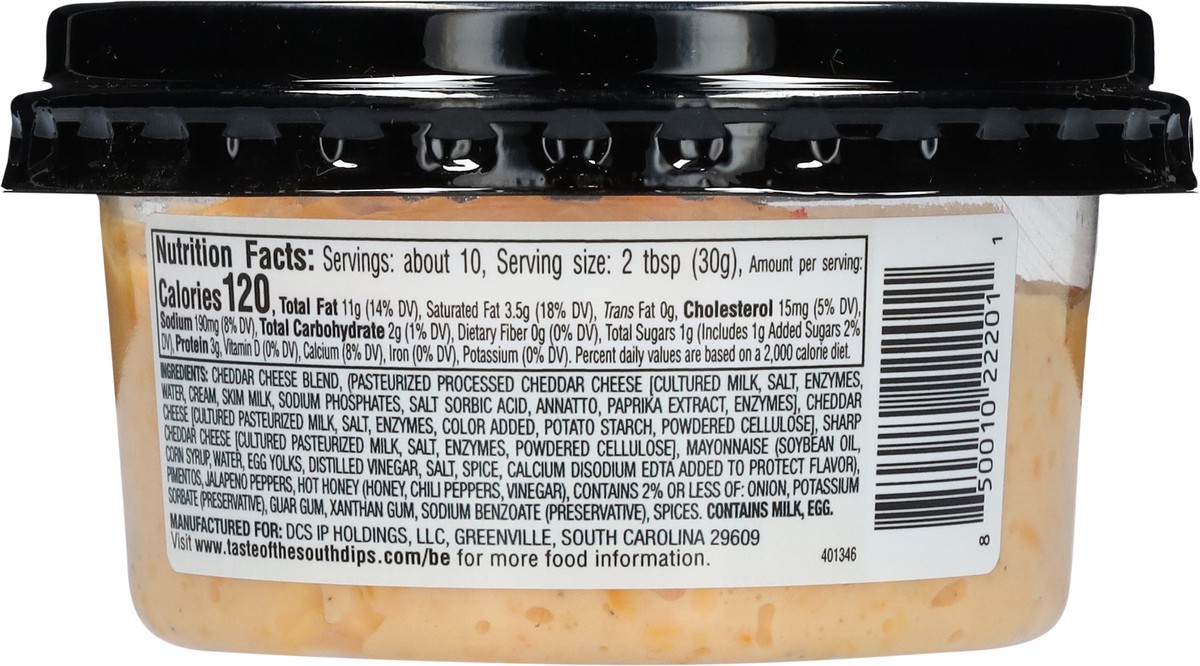 Nutrition Facts: Servings: about 10, Serving size: 2 tbsp (30g), Amount per serving:
Calories 120, Total Fat 11g (14% DV), Saturated Fat 3.5g (18% DV), Trans Fat 0g, Cholesterol 15mg (5% DV),
Sodium 190mg (8% DV), Total Carbohydrate 2g (1% DV), Dietary Fiber 0g (0% DV), Total Sugars 1g (Includes 1g Added Sugars 2%
DV), Protein 3g, Vitamin D (0% DV), Calcium (8% DV), Iron (0% DV), Potassium (0% DV). Percent daily values are based on a 2,000 calorie diet.
INGREDIENTS: CHEDDAR CHEESE BLEND, (PASTEURIZED PROCESSED CHEDDAR CHEESE [CULTURED MILK, SALT, ENZYMES,
WATER, CREAM, SKIM MILK, SODIUM PHOSPHATES, SALT SORBIC ACID, ANNATTO, PAPRIKA EXTRACT, ENZYMES], CHEDDAR
CHEESE [CULTURED PASTEURIZED MILK, SALT, ENZYMES, COLOR ADDED, POTATO STARCH, POWDERED CELLULOSE], SHARP
CHEDDAR CHEESE [CULTURED PASTEURIZED MILK, SALT, ENZYMES, POWDERED CELLULOSE], MAYONNAISE (SOYBEAN OIL,
CORN SYRUP, WATER, EGG YOLKS, DISTILLED VINEGAR, SALT, SPICE, CALCIUM DISODIUM EDTA ADDED TO PROTECT FLAVOR),
PIMENTOS, JALAPENO PEPPERS, HOT HONEY (HONEY, CHILI PEPPERS, VINEGAR), CONTAINS 2% OR LESS OF: ONION, POTASSIUM
SORBATE (PRESERVATIVE), GUAR GUM, XANTHAN GUM, SODIUM BENZOATE (PRESERVATIVE), SPICES. CONTAINS MILK, EGG.
MANUFACTURED FOR: DCS IP HOLDINGS, LLC, GREENVILLE, SOUTH CAROLINA 29609
Visit www.tasteofthesouthdips.com/be for more food information.
401346
8 50010 22201 1